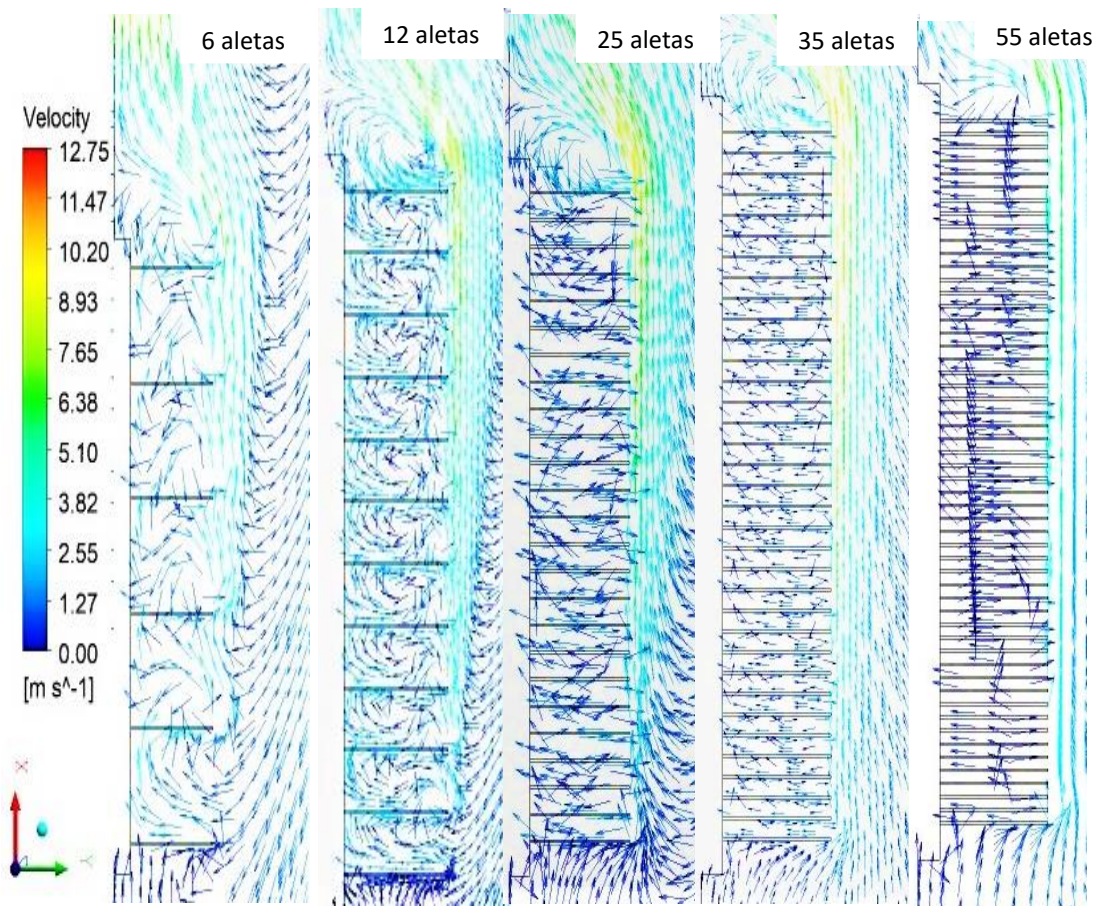 6 aletas
12 aletas
25 aletas
35 aletas
55 aletas
Velocity
12.75
11.47
10.20
8.93
7.65
6.38
5.10
3.82
2.55
1.27
0.00
[m s^-1]
X
Y